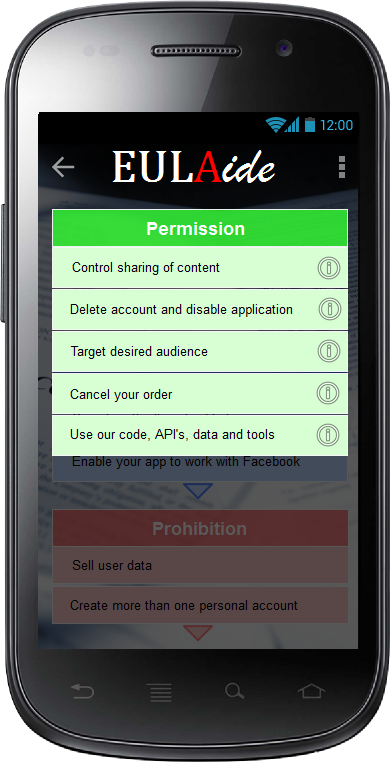 12:00
EULAide
Permission
Control sharing of content
Delete account and disable application
Target desired audience
Cancel your order
Use our code, API's, data and tools
Enable your app to work with Facebook
Prohibition
Sell user data
Create more than one personal account